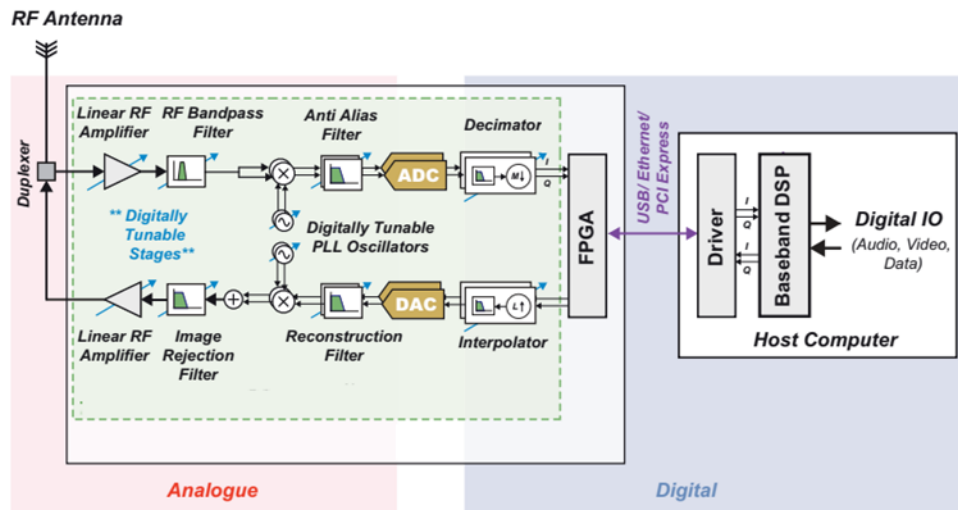 RF Antenna
Linear RF
Amplifier
RF Bandpass
Filter
Anti Alias
Filter
Decimator
Duplexer
ADC
M↓
I
Q
** Digitally
Tunable
Stages**
Digitally Tunable
PLL Oscillators
FPGA
USB/ Ethernet/
PCI Express
Driver
I
Q
I
Q
Baseband DSP
Digital IO
(Audio, Video,
Data)
DAC
L↑
Linear RF
Amplifier
Image
Rejection
Filter
Reconstruction
Filter
Interpolator
Host Computer
Analogue
Digital